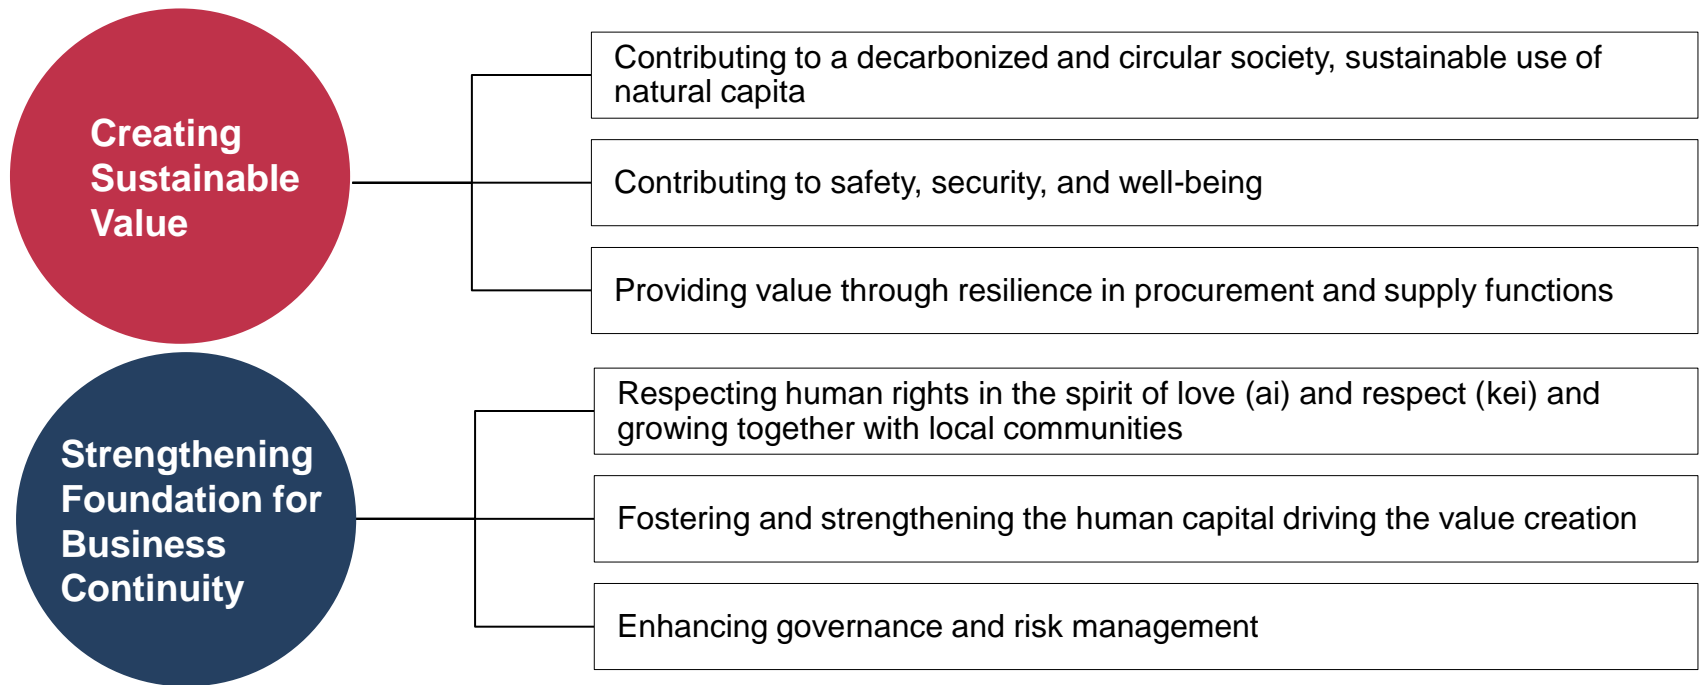 Creating
Sustainable
Value
Contributing to a decarbonized and circular society, sustainable use of
natural capita
Contributing to safety, security, and well-being
Providing value through resilience in procurement and supply functions
Strengthening
Foundation for
Business
Continuity
Respecting human rights in the spirit of love (ai) and respect (kei) and
growing together with local communities
Fostering and strengthening the human capital driving the value creation
Enhancing governance and risk management